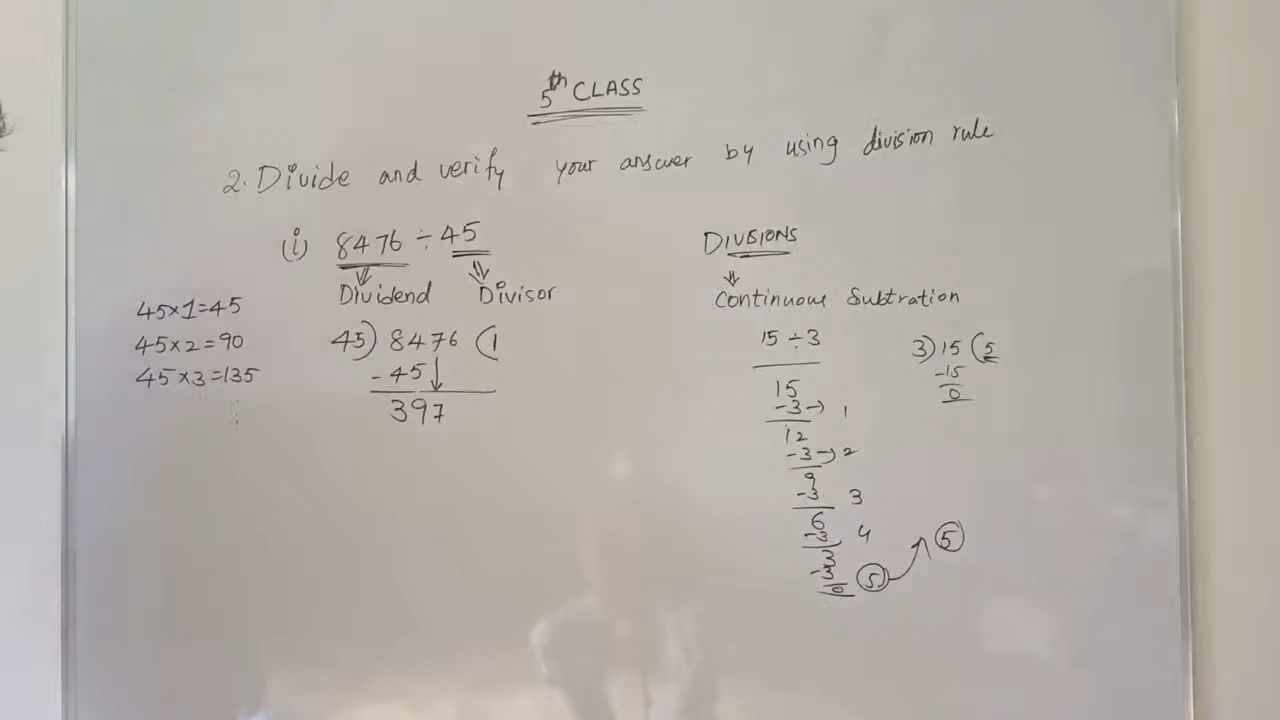 5th CLASS
2. Divide and verify your answer by using division rule
(i) 8476 ÷ 45
Dividend Divisor
45×1=45
45×2=90
45×3=135
45) 8476 (1
-45
397
DIVISIONS
Continuous Subtration
15 ÷ 3
15
-3→ 1
12
-3→ 2
9
-3 3
6
-3 4
3
-3
0 5
5
3) 15 (5
-15
0